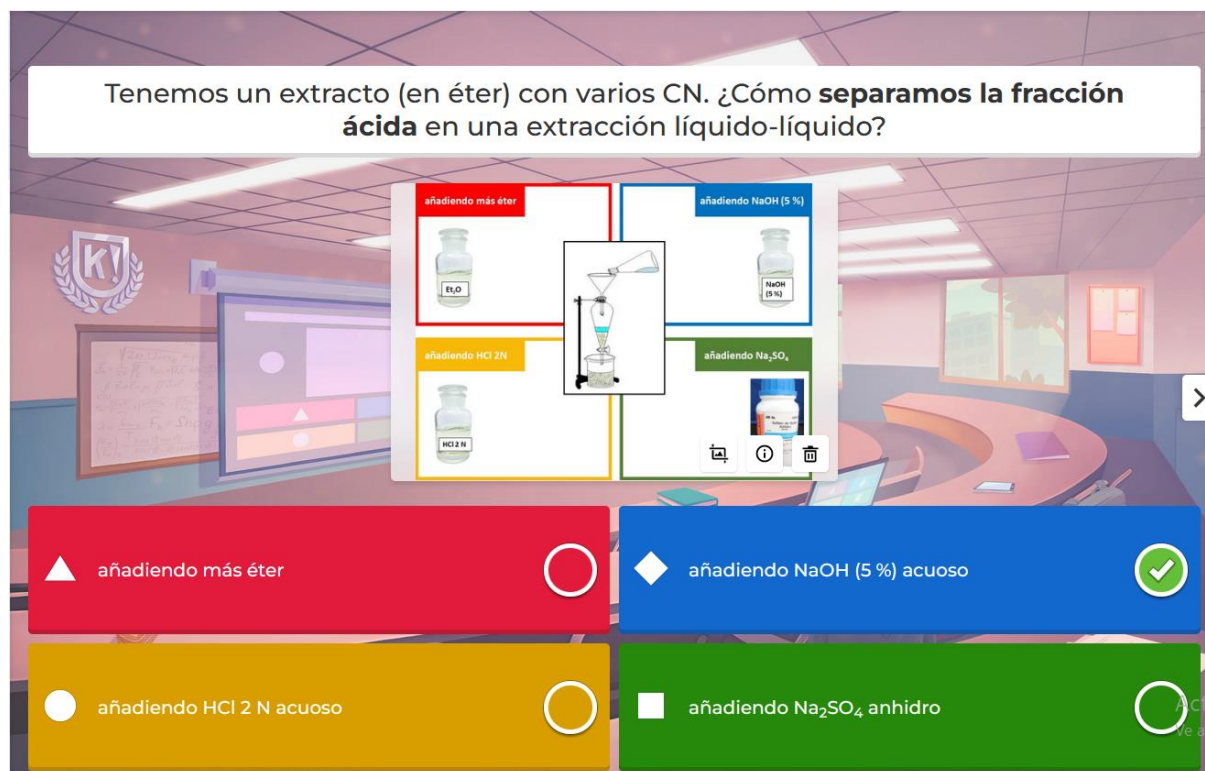 Tenemos un extracto (en éter) con varios CN. ¿Cómo separamos la fracción
ácida en una extracción líquido-líquido?
añadiendo más éter
añadiendo NaOH (5 %)
Et₂O
NaOH
(5 %)
añadiendo HCl 2N
añadiendo Na₂SO₄
HCl 2 N
K!
añadiendo más éter
añadiendo NaOH (5 %) acuoso
añadiendo HCl 2 N acuoso
añadiendo Na₂SO₄ anhidro